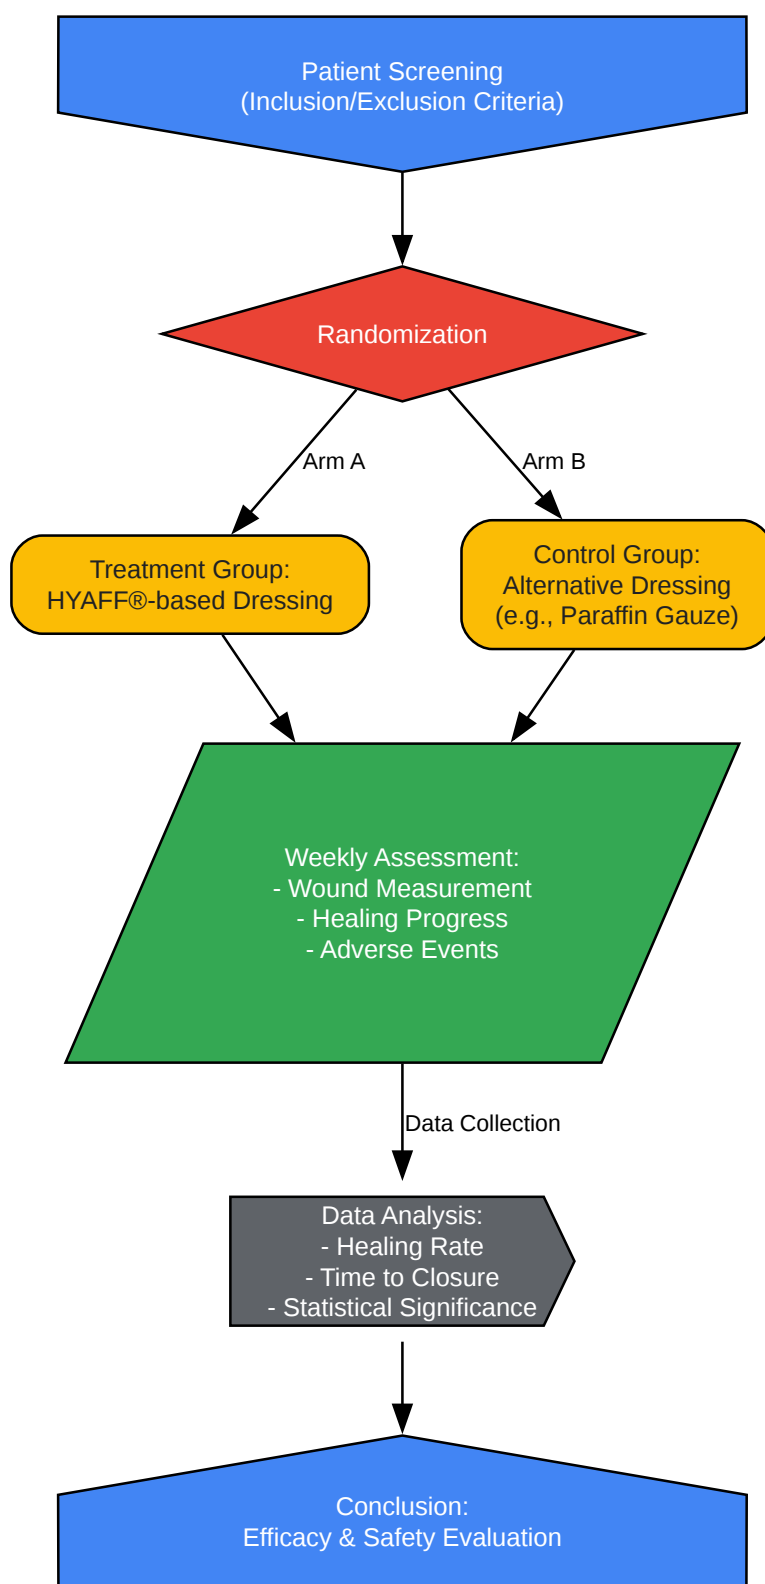 Patient Screening
(Inclusion/Exclusion Criteria)
Randomization
Arm A
Arm B
Treatment Group:
HYAFF®-based Dressing
Control Group:
Alternative Dressing
(e.g., Paraffin Gauze)
Weekly Assessment:
- Wound Measurement
- Healing Progress
- Adverse Events
Data Collection
Data Analysis:
- Healing Rate
- Time to Closure
- Statistical Significance
Conclusion:
Efficacy & Safety Evaluation